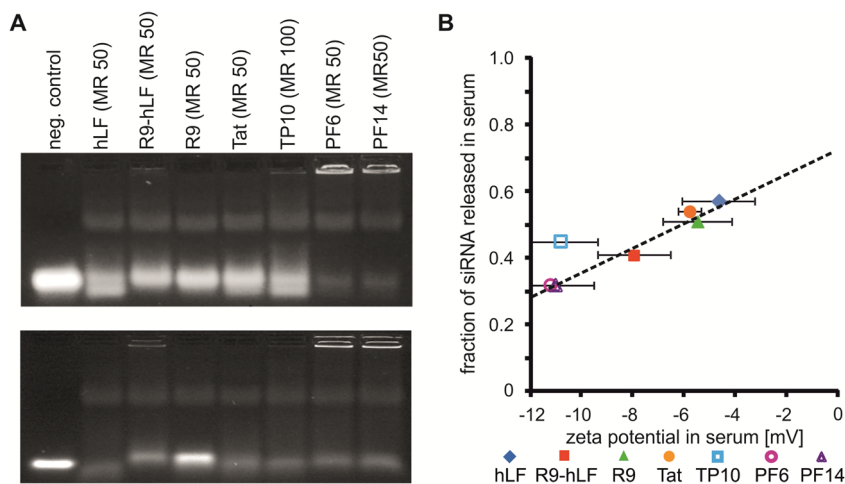 A
neg. control
hLF (MR 50)
R9-hLF (MR 50)
R9 (MR 50)
Tat (MR 50)
TP10 (MR 100)
PF6 (MR 50)
PF14 (MR50)
B
fraction of siRNA released in serum
1.0
0.8
0.6
0.4
0.2
0
-12 -10 -8 -6 -4 -2 0
zeta potential in serum [mV]
hLF R9-hLF R9 Tat TP10 PF6 PF14